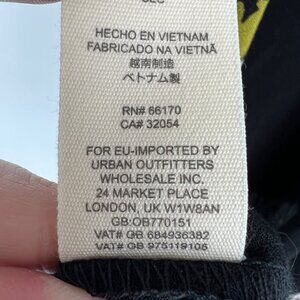 HECHO EN VIETNAM
FABRICADO NA VIETNÃ
越南制造
ベトナム製
RN# 66170
CA# 32054
FOR EU-IMPORTED BY
URBAN OUTFITTERS
WHOLESALE INC.
24 MARKET PLACE
LONDON, UK W1W8AN
GB:OB770151
VAT# GB 684936382
VAT# GB 975119105